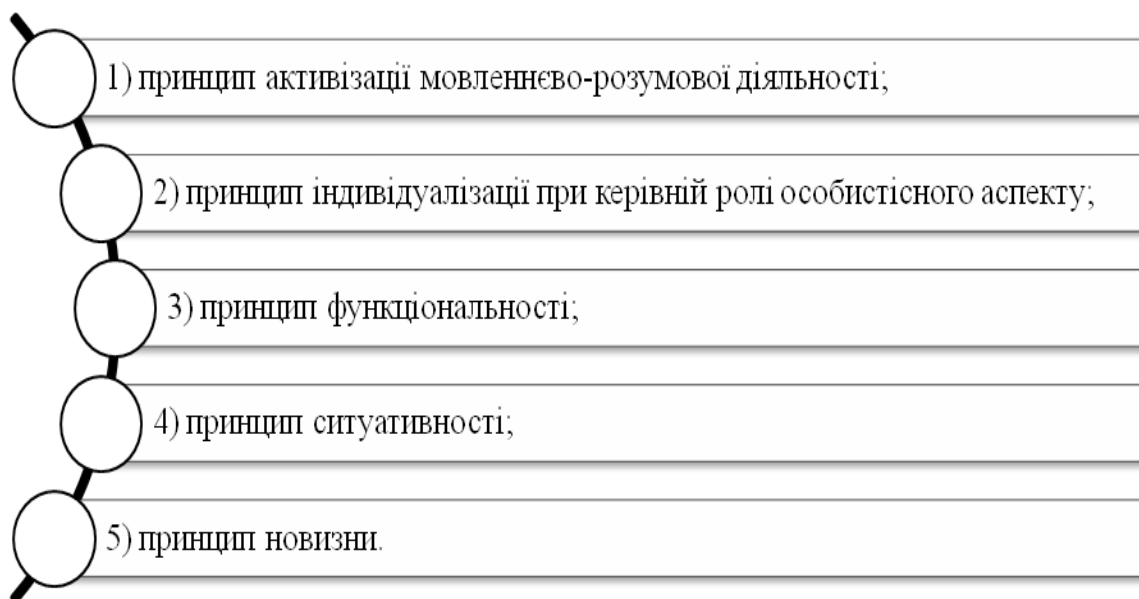 1) принцип активізації мовленнєво-розумової діяльності;
2) принцип індивідуалізації при керівній ролі особистісного аспекту;
3) принцип функціональності;
4) принцип ситуативності;
5) принцип новизни.